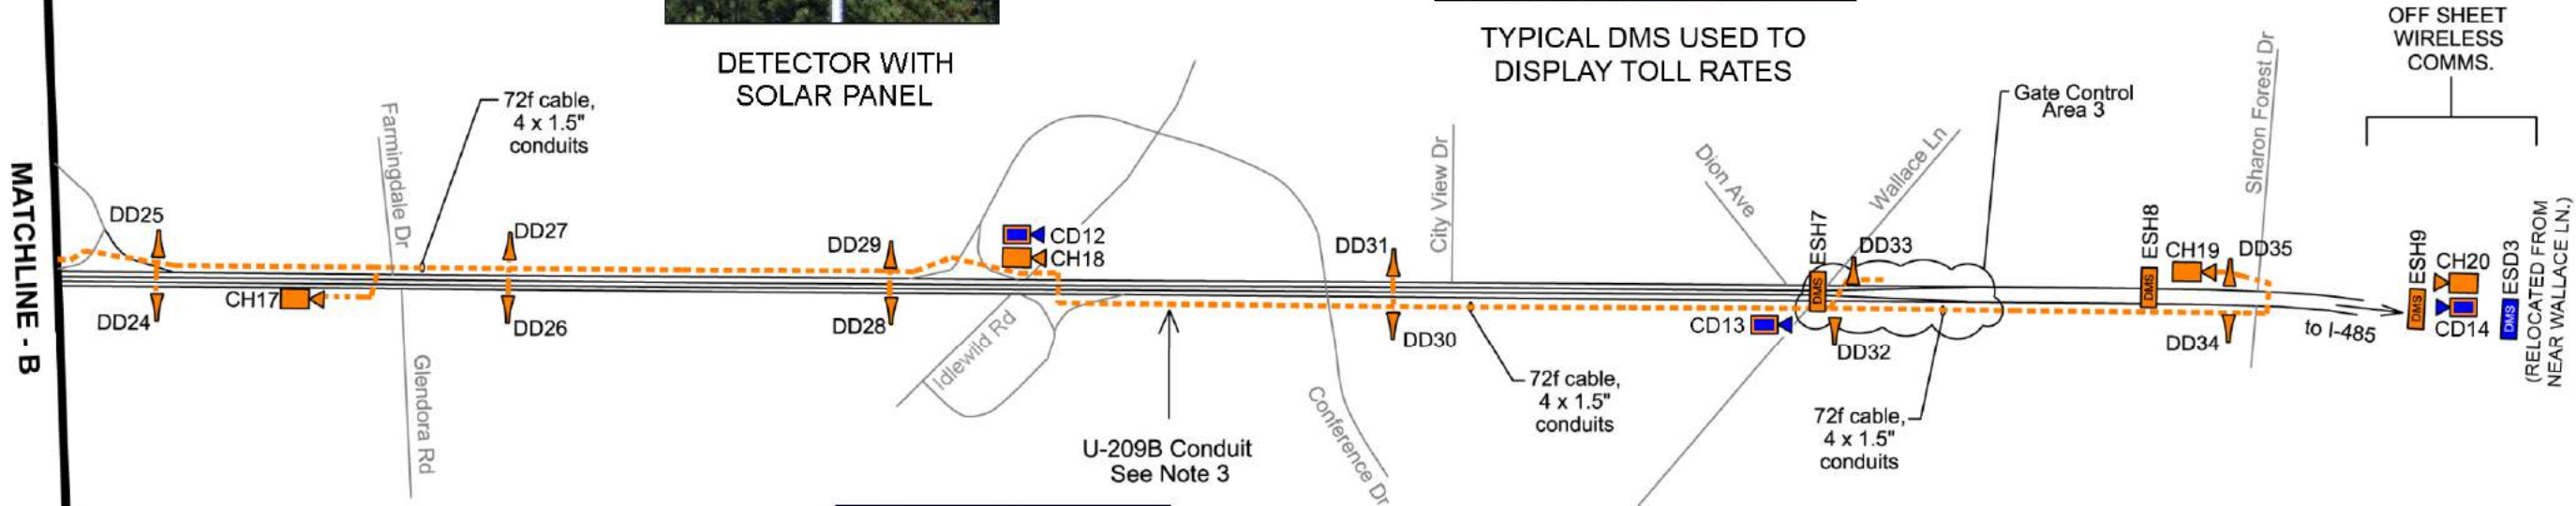 DETECTOR WITH
SOLAR PANEL
TYPICAL DMS USED TO
DISPLAY TOLL RATES
OFF SHEET
WIRELESS
COMMS.
MATCHLINE - B
DD25
DD24
Farmingdale Dr
Glendora Rd
CH17
72f cable,
4 x 1.5"
conduits
DD27
DD26
DD29
DD28
CD12
CH18
Idlewild Rd
U-209B Conduit
See Note 3
Conference Dr
DD31
DD30
City View Dr
72f cable,
4 x 1.5"
conduits
Dion Ave
Wallace Ln
Gate Control
Area 3
CD13
DMS
ESH7
DD33
DD32
72f cable,
4 x 1.5"
conduits
DMS
ESH8
CH19
DD35
DD34
Sharon Forest Dr
to I-485
DMS
ESH9
CH20
CD14
DMS
ESD3
(RELOCATED FROM
NEAR WALLACE LN.)